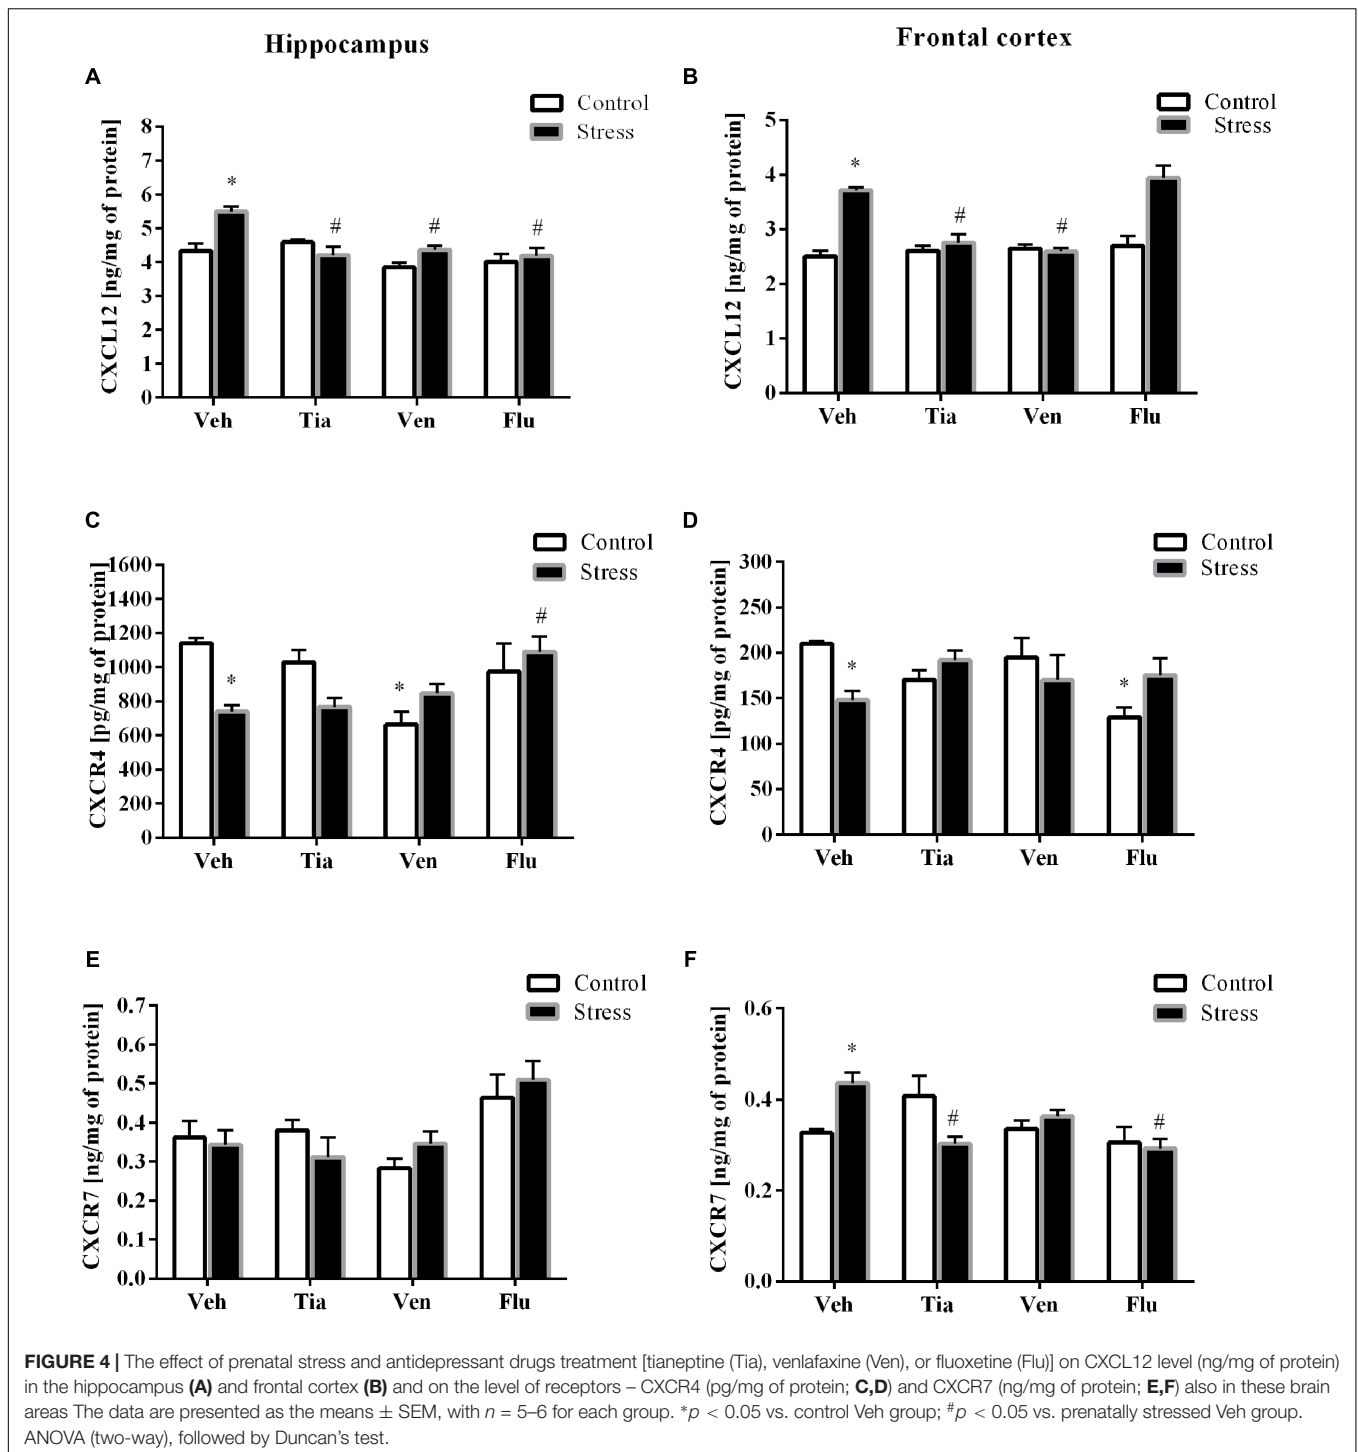 Hippocampus
Frontal cortex
A
Control
Stress
CXCL12 [ng/mg of protein]
8
7
6
5
4
3
2
1
0
*
#
#
#
Veh Tia Ven Flu
B
Control
Stress
CXCL12 [ng/mg of protein]
5
4
3
2
1
0
*
#
#
Veh Tia Ven Flu
C
Control
Stress
CXCR4 [pg/mg of protein]
1600
1400
1200
1000
800
600
400
200
0
*
*
#
Veh Tia Ven Flu
D
Control
Stress
CXCR4 [pg/mg of protein]
300
250
200
150
100
50
0
*
*
Veh Tia Ven Flu
E
Control
Stress
CXCR7 [ng/mg of protein]
0.7
0.6
0.5
0.4
0.3
0.2
0.1
0.0
Veh Tia Ven Flu
F
Control
Stress
CXCR7 [ng/mg of protein]
0.6
0.4
0.2
0.0
*
#
#
Veh Tia Ven Flu
FIGURE 4 | The effect of prenatal stress and antidepressant drugs treatment [tianeptine (Tia), venlafaxine (Ven), or fluoxetine (Flu)] on CXCL12 level (ng/mg of protein)
in the hippocampus (A) and frontal cortex (B) and on the level of receptors – CXCR4 (pg/mg of protein; C,D) and CXCR7 (ng/mg of protein; E,F) also in these brain
areas The data are presented as the means ± SEM, with n = 5–6 for each group. *p < 0.05 vs. control Veh group; #p < 0.05 vs. prenatally stressed Veh group.
ANOVA (two-way), followed by Duncan's test.